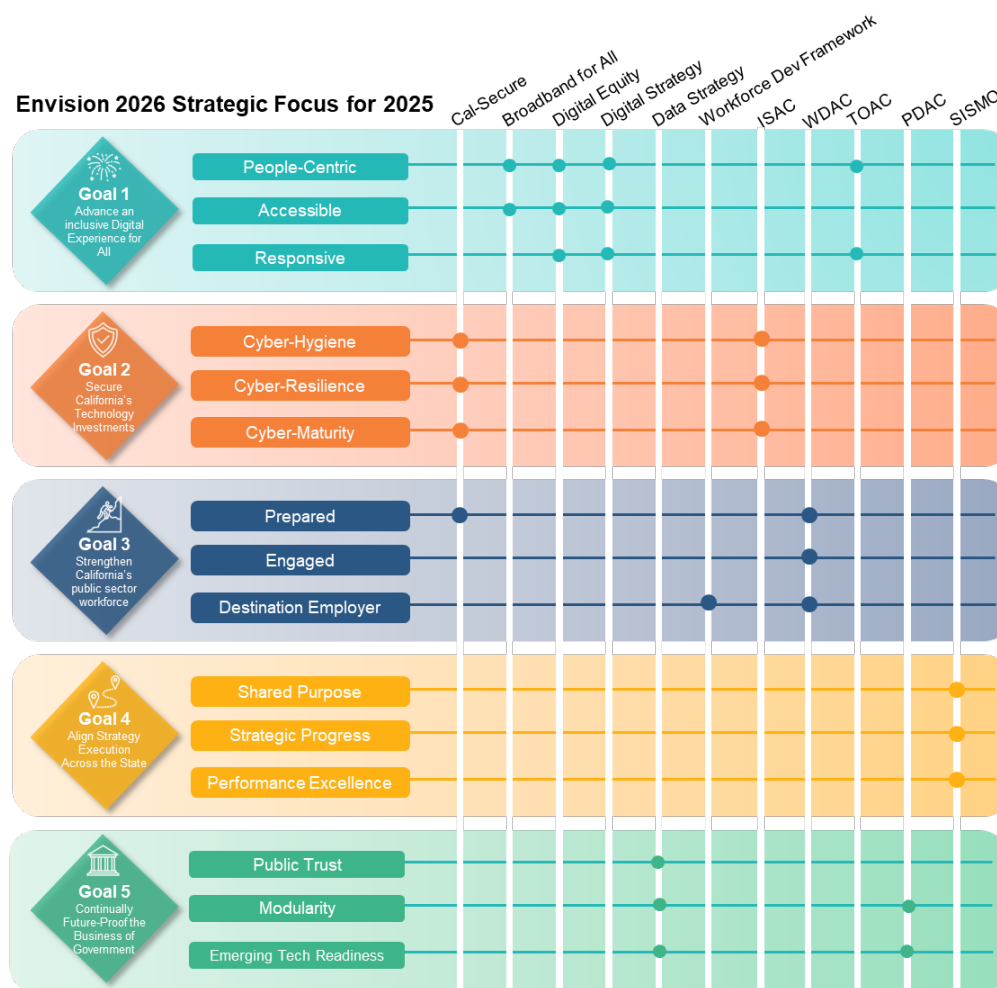 Envision 2026 Strategic Focus for 2025
Cal-Secure
Broadband for All
Digital Equity
Digital Strategy
Data Strategy
Workforce Dev Framework
ISAC
WDAC
TOAC
PDAC
SISMO
Goal 1
Advance an
inclusive Digital
Experience for
All
People-Centric
Accessible
Responsive
Goal 2
Secure
California's
Technology
Investments
Cyber-Hygiene
Cyber-Resilience
Cyber-Maturity
Goal 3
Strengthen
California's
public sector
workforce
Prepared
Engaged
Destination Employer
Goal 4
Align Strategy
Execution
Across the State
Shared Purpose
Strategic Progress
Performance Excellence
Goal 5
Continually
Future-Proof the
Business of
Government
Public Trust
Modularity
Emerging Tech Readiness